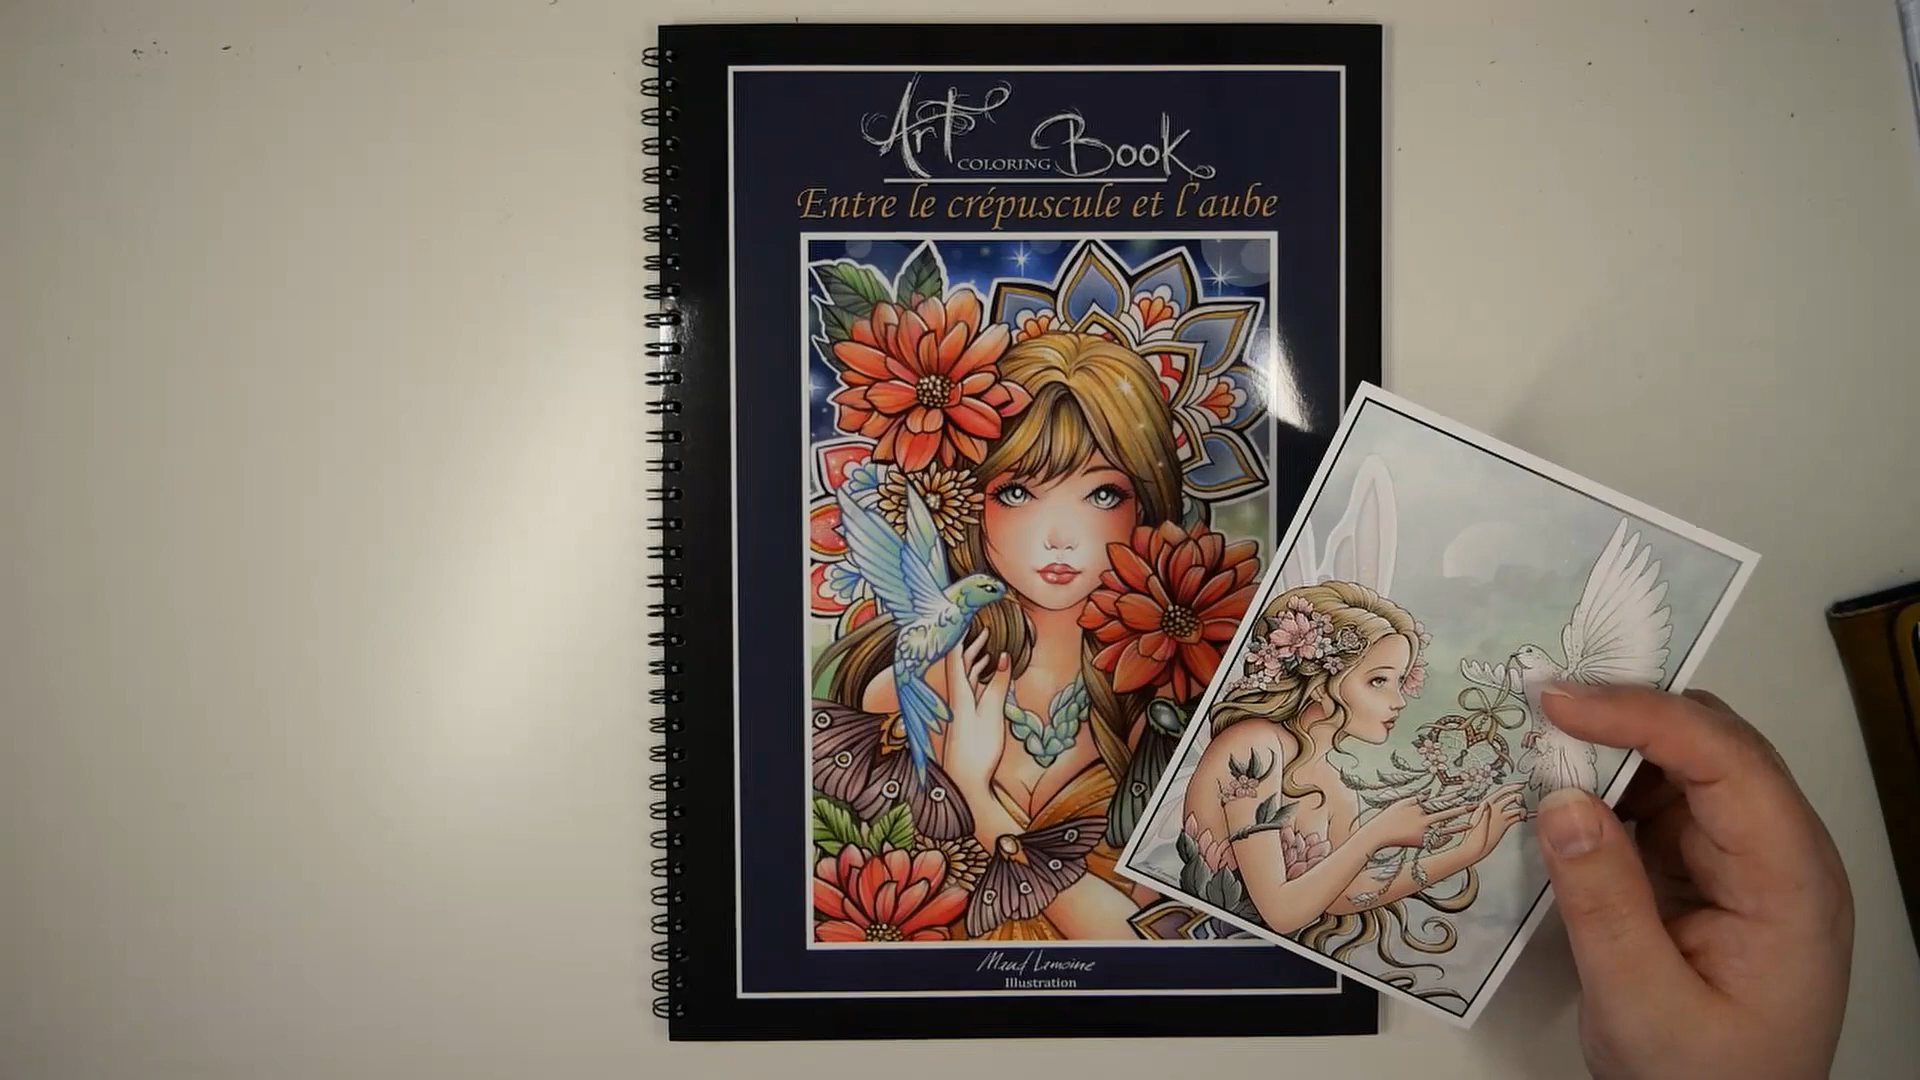 Art COLORING Book
Entre le crépuscule et l'aube
Maud Lemoine
Illustration